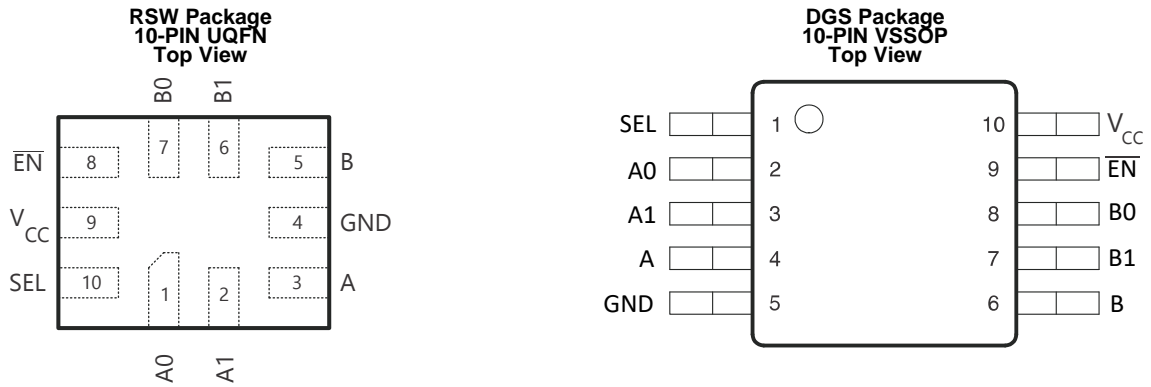 RSW Package
10-PIN UQFN
Top View
B0 B1
7 6
EN 8 5 B
VCC 9 4 GND
SEL 10 3 A
1 2
A0 A1
DGS Package
10-PIN VSSOP
Top View
SEL 1 10 VCC
A0 2 9 EN
A1 3 8 B0
A 4 7 B1
GND 5 6 B